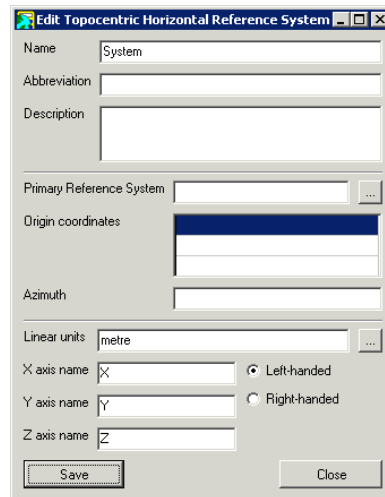 Edit Topocentric Horizontal Reference System
Name System
Abbreviation
Description
Primary Reference System ...
Origin coordinates
Azimuth
Linear units metre ...
X axis name X Left-handed
Y axis name Y Right-handed
Z axis name Z
Save Close